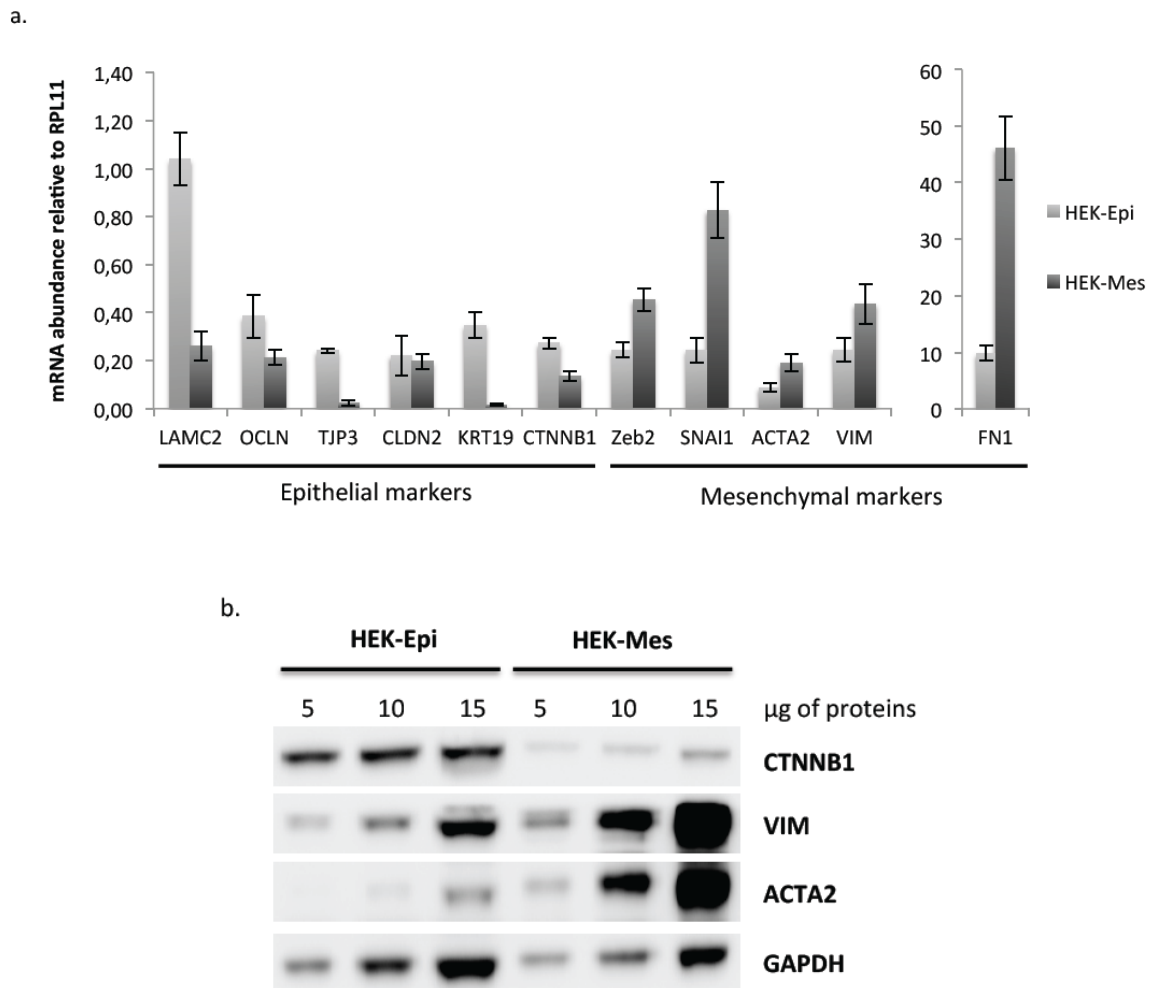 a.
mRNA abundance relative to RPL11
1,40
1,20
1,00
0,80
0,60
0,40
0,20
0,00
60
50
40
30
20
10
0
HEK-Epi
HEK-Mes
LAMC2 OCLN TJP3 CLDN2 KRT19 CTNNB1 Zeb2 SNAI1 ACTA2 VIM FN1
Epithelial markers Mesenchymal markers
b.
HEK-Epi HEK-Mes
5 10 15 5 10 15 µg of proteins
CTNNB1
VIM
ACTA2
GAPDH